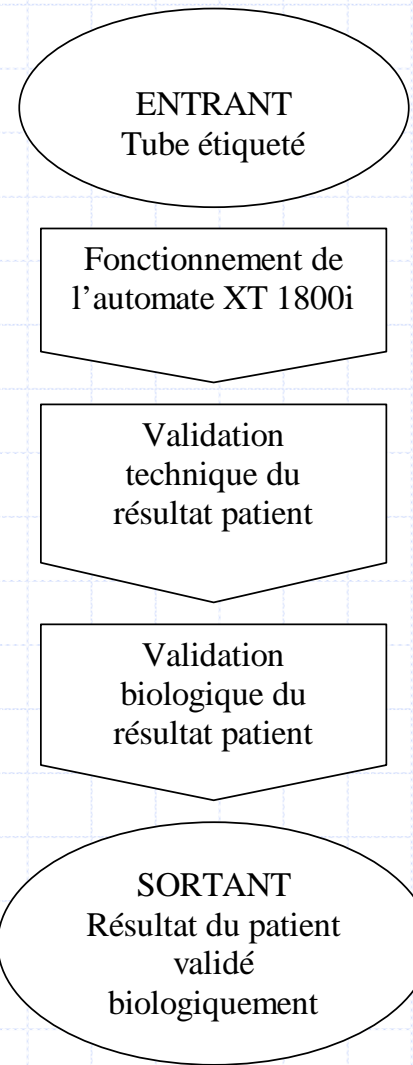 ENTRANT
Tube étiqueté
Fonctionnement de
l’automate XT 1800i
Validation
technique du
résultat patient
Validation
biologique du
résultat patient
SORTANT
Résultat du patient
validé
biologiquement